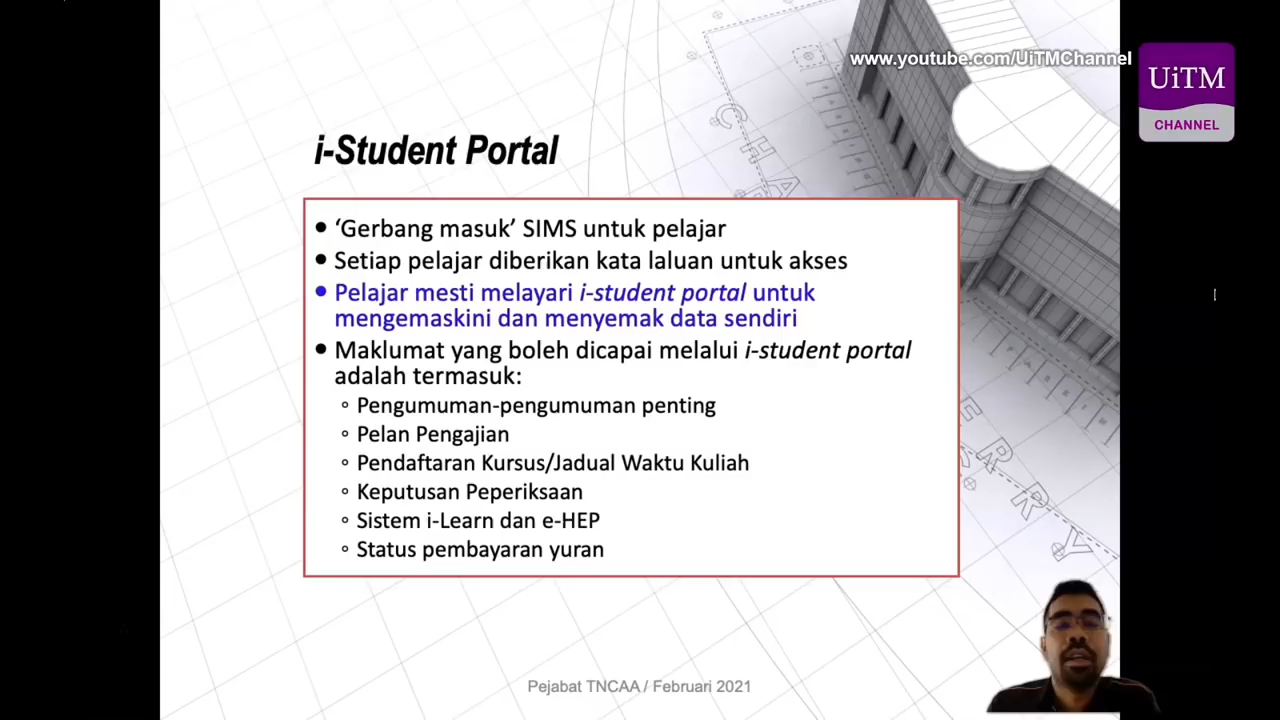 www.youtube.com/UiTMChannel
UiTM
CHANNEL
i-Student Portal
• ‘Gerbang masuk’ SIMS untuk pelajar
• Setiap pelajar diberikan kata laluan untuk akses
• Pelajar mesti melayari i-student portal untuk
mengemaskini dan menyemak data sendiri
• Maklumat yang boleh dicapai melalui i-student portal
adalah termasuk:
◦ Pengumuman-pengumuman penting
◦ Pelan Pengajian
◦ Pendaftaran Kursus/Jadual Waktu Kuliah
◦ Keputusan Peperiksaan
◦ Sistem i-Learn dan e-HEP
◦ Status pembayaran yuran
Pejabat TNCAA / Februari 2021